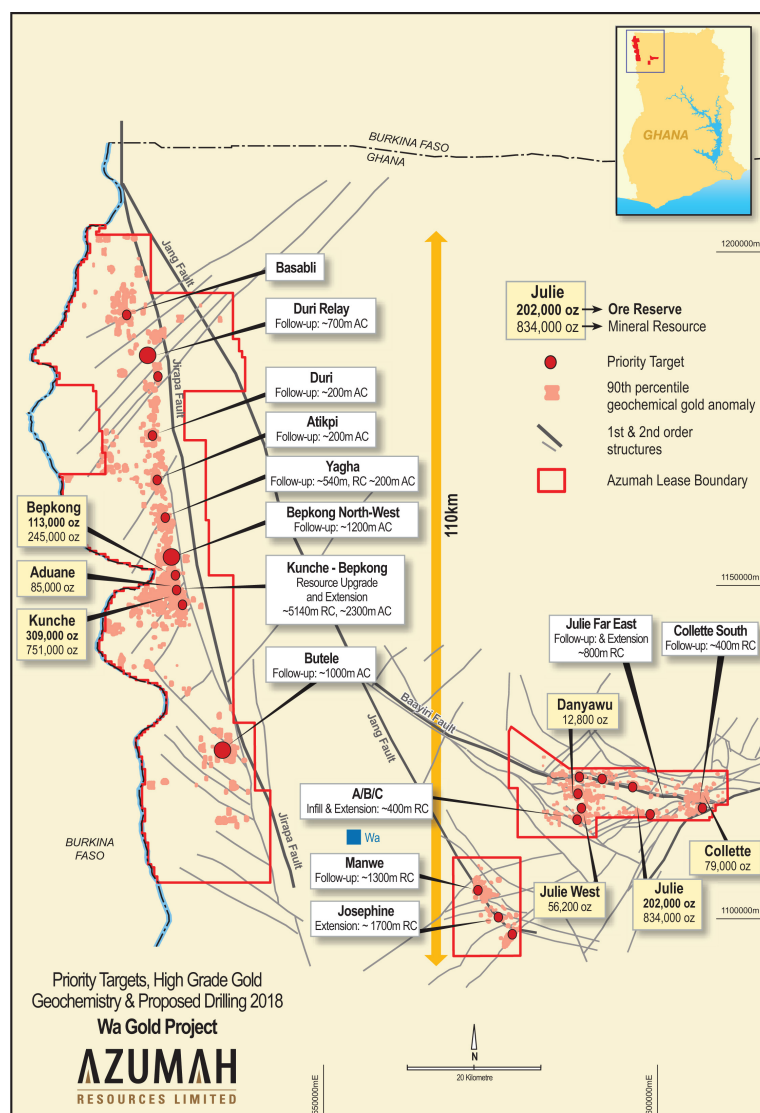 BURKINA FASO
GHANA
GHANA
1200000m
Jang Fault
Basabli
Duri Relay
Follow-up: ~700m AC
Julie
202,000 oz
834,000 oz
Ore Reserve
Mineral Resource
Priority Target
90th percentile
geochemical gold anomaly
1st & 2nd order
structures
Azumah Lease Boundary
Jirapa Fault
Duri
Follow-up: ~200m AC
Atikpi
Follow-up: ~200m AC
Yagha
Follow-up: ~540m, RC ~200m AC
Bepkong North-West
Follow-up: ~1200m AC
Bepkong
113,000 oz
245,000 oz
Aduane
85,000 oz
Kunche
309,000 oz
751,000 oz
Kunche - Bepkong
Resource Upgrade
and Extension
~5140m RC, ~2300m AC
110km
1150000m
Butele
Follow-up: ~1000m AC
Julie Far East
Follow-up: & Extension
~800m RC
Collette South
Follow-up: ~400m RC
Baayiri Fault
Jang Fault
Danyawu
12,800 oz
A/B/C
Infill & Extension: ~400m RC
Wa
Jirapa Fault
BURKINA
FASO
Manwe
Follow-up: ~1300m RC
Josephine
Extension: ~ 1700m RC
Julie West
56,200 oz
Julie
202,000 oz
834,000 oz
Collette
79,000 oz
1100000m
Priority Targets, High Grade Gold
Geochemistry & Proposed Drilling 2018
Wa Gold Project
AZUMAH
RESOURCES LIMITED
N
20 Kilometre